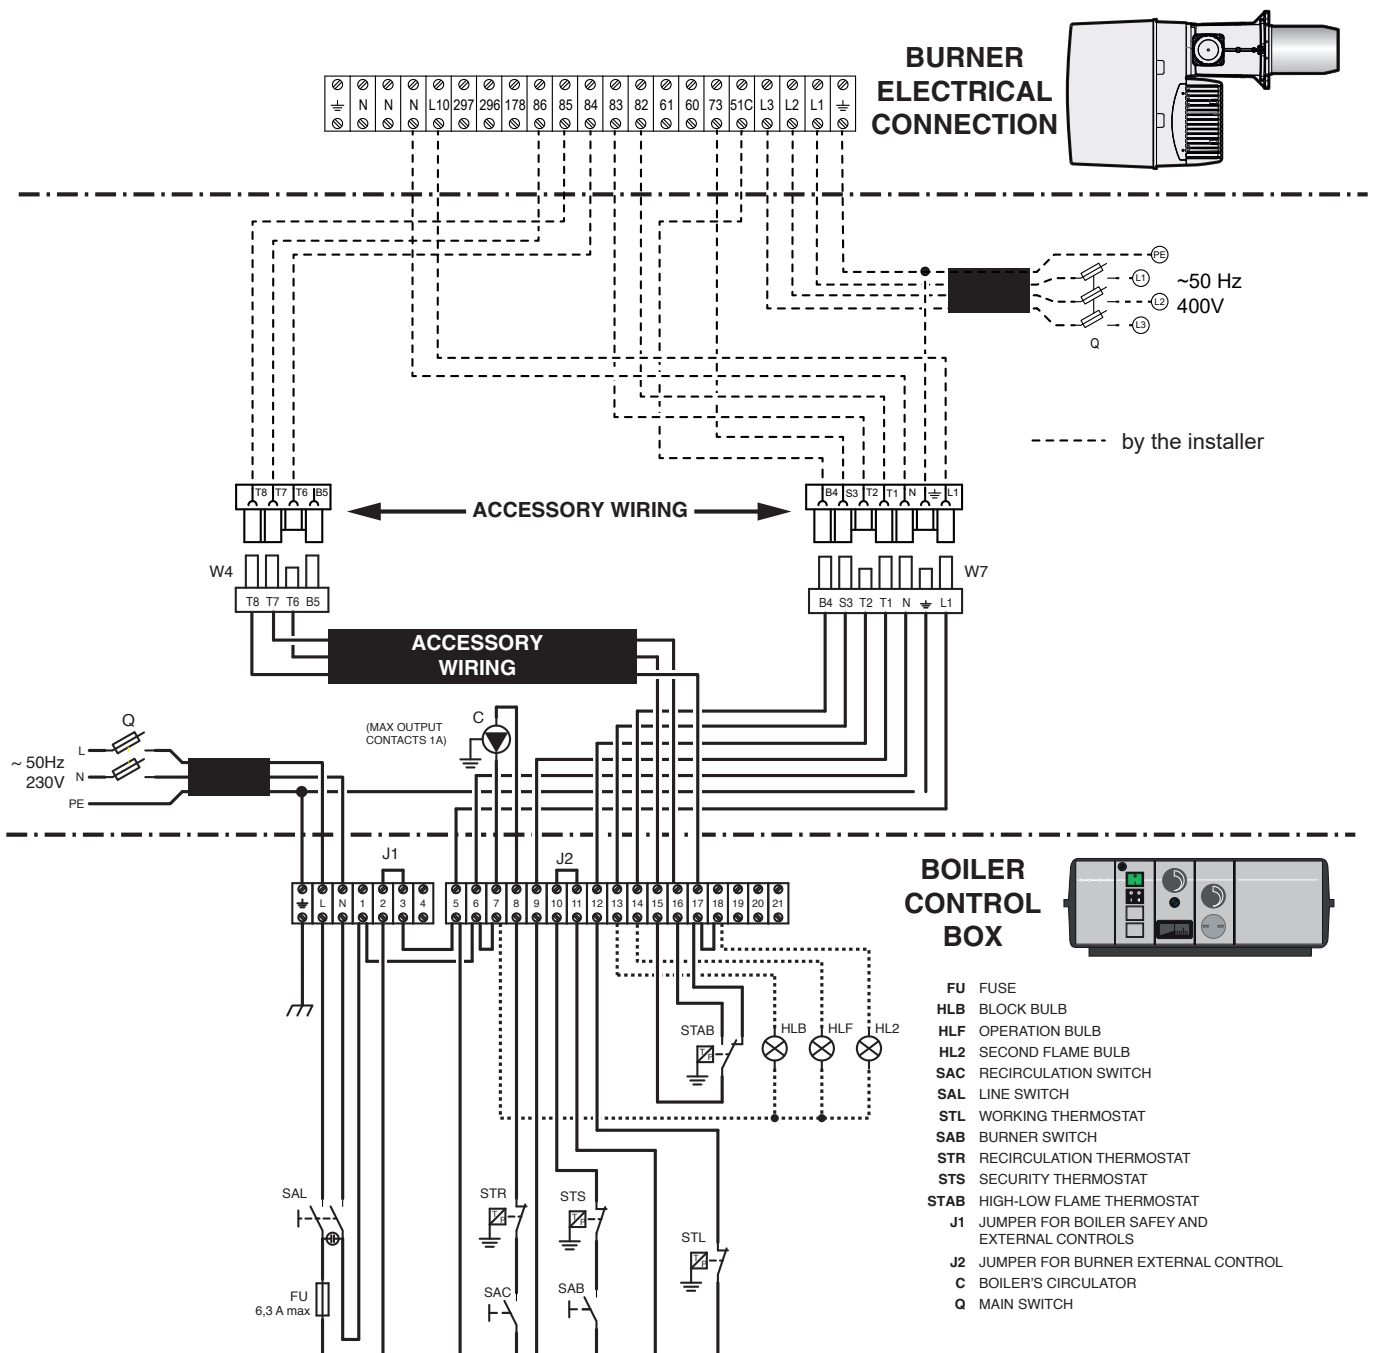 BURNER
ELECTRICAL
CONNECTION
N N N L10 297 296 178 86 85 84 83 82 61 60 73 51C L3 L2 L1
PE
L1
L2
L3
~50 Hz
400V
Q
by the installer
T8 T7 T6 B5
ACCESSORY WIRING
B4 S3 T2 T1 N L1
W4
W7
T8 T7 T6 B5
B4 S3 T2 T1 N L1
ACCESSORY
WIRING
Q
L
~ 50Hz
230V
N
PE
(MAX OUTPUT
CONTACTS 1A)
C
J1
J2
L N 1 2 3 4 5 6 7 8 9 10 11 12 13 14 15 16 17 18 19 20 21
BOILER
CONTROL
BOX
STAB
HLB
HLF
HL2
SAL
STR
STS
STL
FU
6,3 A max
SAC
SAB
FU FUSE
HLB BLOCK BULB
HLF OPERATION BULB
HL2 SECOND FLAME BULB
SAC RECIRCULATION SWITCH
SAL LINE SWITCH
STL WORKING THERMOSTAT
SAB BURNER SWITCH
STR RECIRCULATION THERMOSTAT
STS SECURITY THERMOSTAT
STAB HIGH-LOW FLAME THERMOSTAT
J1 JUMPER FOR BOILER SAFEY AND
EXTERNAL CONTROLS
J2 JUMPER FOR BURNER EXTERNAL CONTROL
C BOILER'S CIRCULATOR
Q MAIN SWITCH